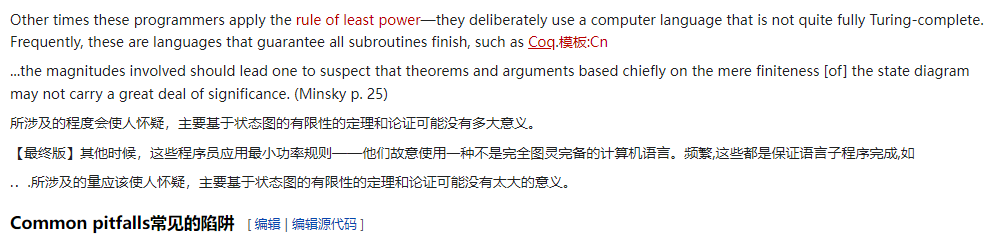 Other times these programmers apply the rule of least power—they deliberately use a computer language that is not quite fully Turing-complete.
Frequently, these are languages that guarantee all subroutines finish, such as Coq.模板:Cn
...the magnitudes involved should lead one to suspect that theorems and arguments based chiefly on the mere finiteness [of] the state diagram
may not carry a great deal of significance. (Minsky p. 25)
所涉及的程度会使人怀疑，主要基于状态图的有限性的定理和论证可能没有多大意义。
【最终版】其他时候，这些程序员应用最小功率规则——他们故意使用一种不是完全图灵完备的计算机语言。频繁,这些都是保证语言子程序完成,如
.. .所涉及的量应该使人怀疑，主要基于状态图的有限性的定理和论证可能没有太大的意义。
Common pitfalls常见的陷阱 [ 编辑 | 编辑源代码 ]